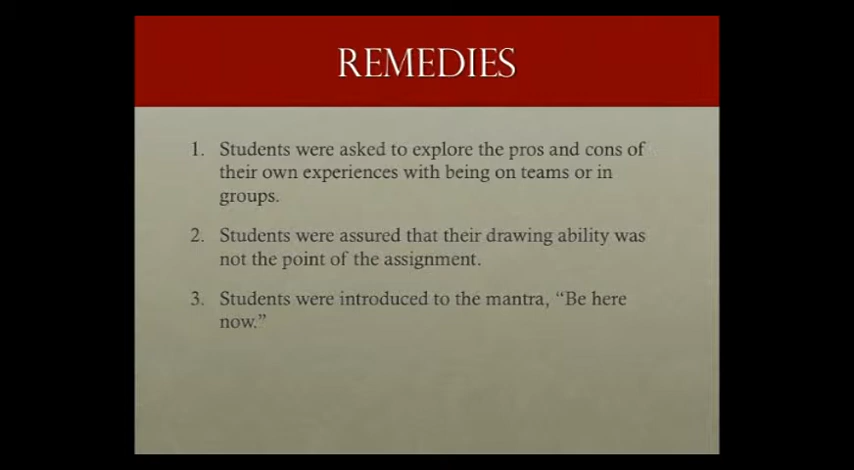 REMEDIES
1. Students were asked to explore the pros and cons of
their own experiences with being on teams or in
groups.
2. Students were assured that their drawing ability was
not the point of the assignment.
3. Students were introduced to the mantra, “Be here
now.”